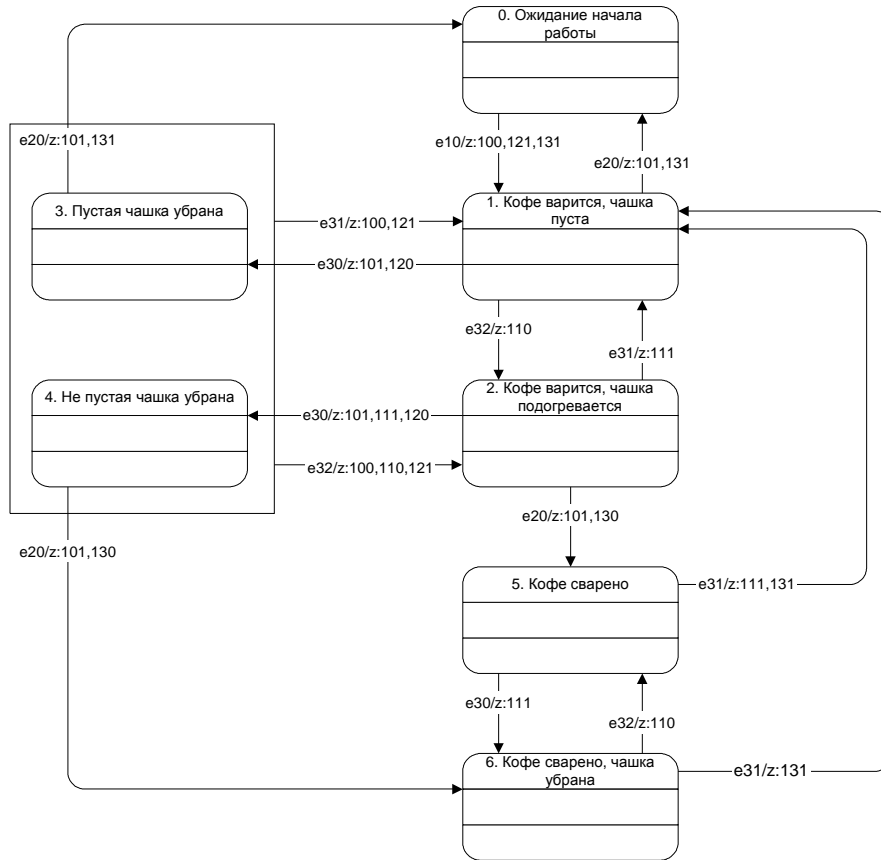 0. Ожидание начала
работы
e20/z:101,131
e10/z:100,121,131
e20/z:101,131
3. Пустая чашка убрана
1. Кофе варится, чашка
пуста
e31/z:100,121
e30/z:101,120
e32/z:110
e31/z:111
4. Не пустая чашка убрана
2. Кофе варится, чашка
подогревается
e30/z:101,111,120
e32/z:100,110,121
e20/z:101,130
e20/z:101,130
5. Кофе сварено
e31/z:111,131
e30/z:111
e32/z:110
6. Кофе сварено, чашка
убрана
e31/z:131